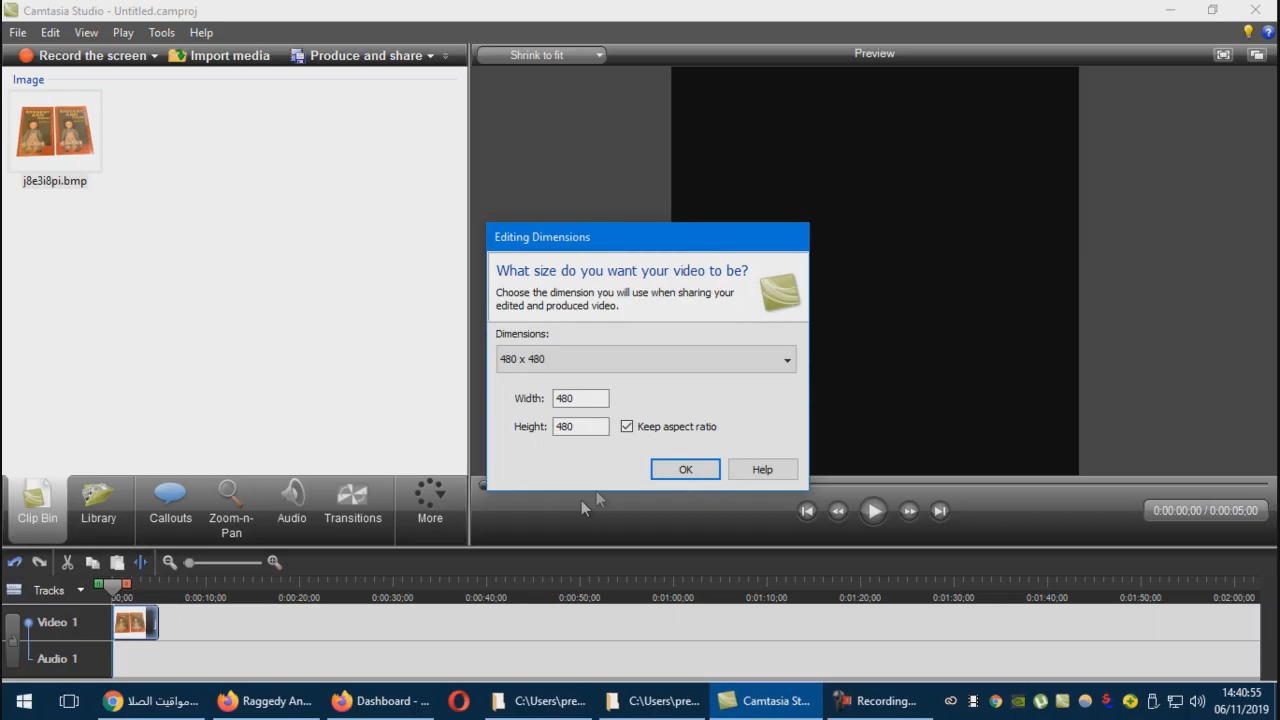 Camtasia Studio - Untitled.camproj
File Edit View Play Tools Help
Record the screen Import media Produce and share
Shrink to fit
Preview
Image
j8e3i8pi.bmp
Editing Dimensions
What size do you want your video to be?
Choose the dimension you will use when sharing your
edited and produced video.
Dimensions:
480 x 480
Width: 480
Height: 480 Keep aspect ratio
OK Help
Clip Bin Library Callouts Zoom-n-
Pan Audio Transitions More
0:00:00;00 / 0:00:05;00
Tracks
00;00 0:00:10;00 0:00:20;00 0:00:30;00 0:00:40;00 0:00:50;00 0:01:00;00 0:01:10;00 0:01:20;00 0:01:30;00 0:01:40;00 0:01:50;00 0:02:00;00
Video 1
Audio 1
مواقيت الصلا Raggedy An... Dashboard - ... C:\Users\pre... C:\Users\pre... Camtasia St... Recording...
14:40:55
06/11/2019